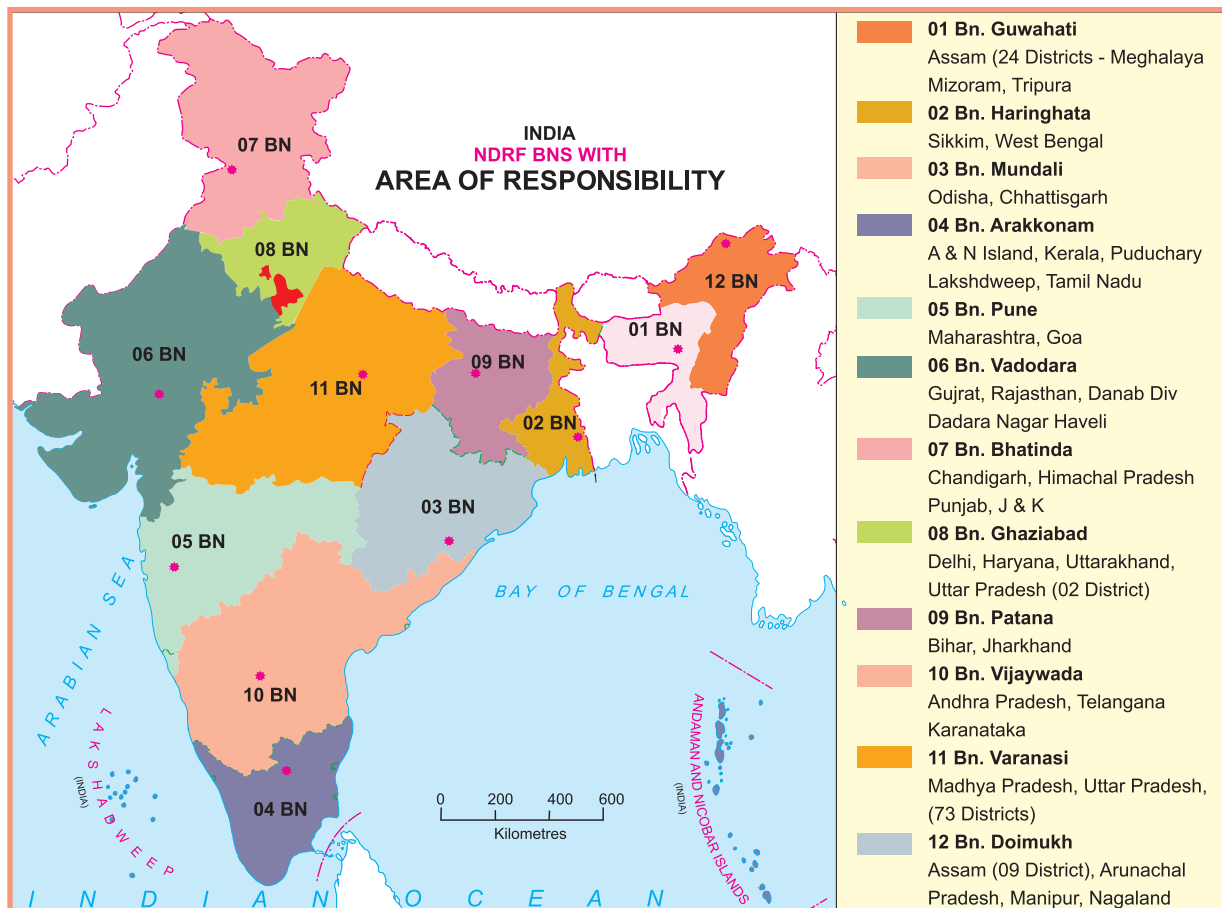 INDIA
NDRF BNS WITH
AREA OF RESPONSIBILITY
07 BN
08 BN
12 BN
01 BN
06 BN
09 BN
11 BN
02 BN
03 BN
05 BN
10 BN
04 BN
ARABIAN SEA
BAY OF BENGAL
LAKSHADWEEP
(INDIA)
ANDAMAN AND NICOBAR ISLANDS
(INDIA)
0 200 400 600
Kilometres
INDIAN OCEAN
01 Bn. Guwahati
Assam (24 Districts - Meghalaya
Mizoram, Tripura
02 Bn. Haringhata
Sikkim, West Bengal
03 Bn. Mundali
Odisha, Chhattisgarh
04 Bn. Arakkonam
A & N Island, Kerala, Puduchary
Lakshdweep, Tamil Nadu
05 Bn. Pune
Maharashtra, Goa
06 Bn. Vadodara
Gujrat, Rajasthan, Danab Div
Dadara Nagar Haveli
07 Bn. Bhatinda
Chandigarh, Himachal Pradesh
Punjab, J & K
08 Bn. Ghaziabad
Delhi, Haryana, Uttarakhand,
Uttar Pradesh (02 District)
09 Bn. Patana
Bihar, Jharkhand
10 Bn. Vijaywada
Andhra Pradesh, Telangana
Karanataka
11 Bn. Varanasi
Madhya Pradesh, Uttar Pradesh,
(73 Districts)
12 Bn. Doimukh
Assam (09 District), Arunachal
Pradesh, Manipur, Nagaland